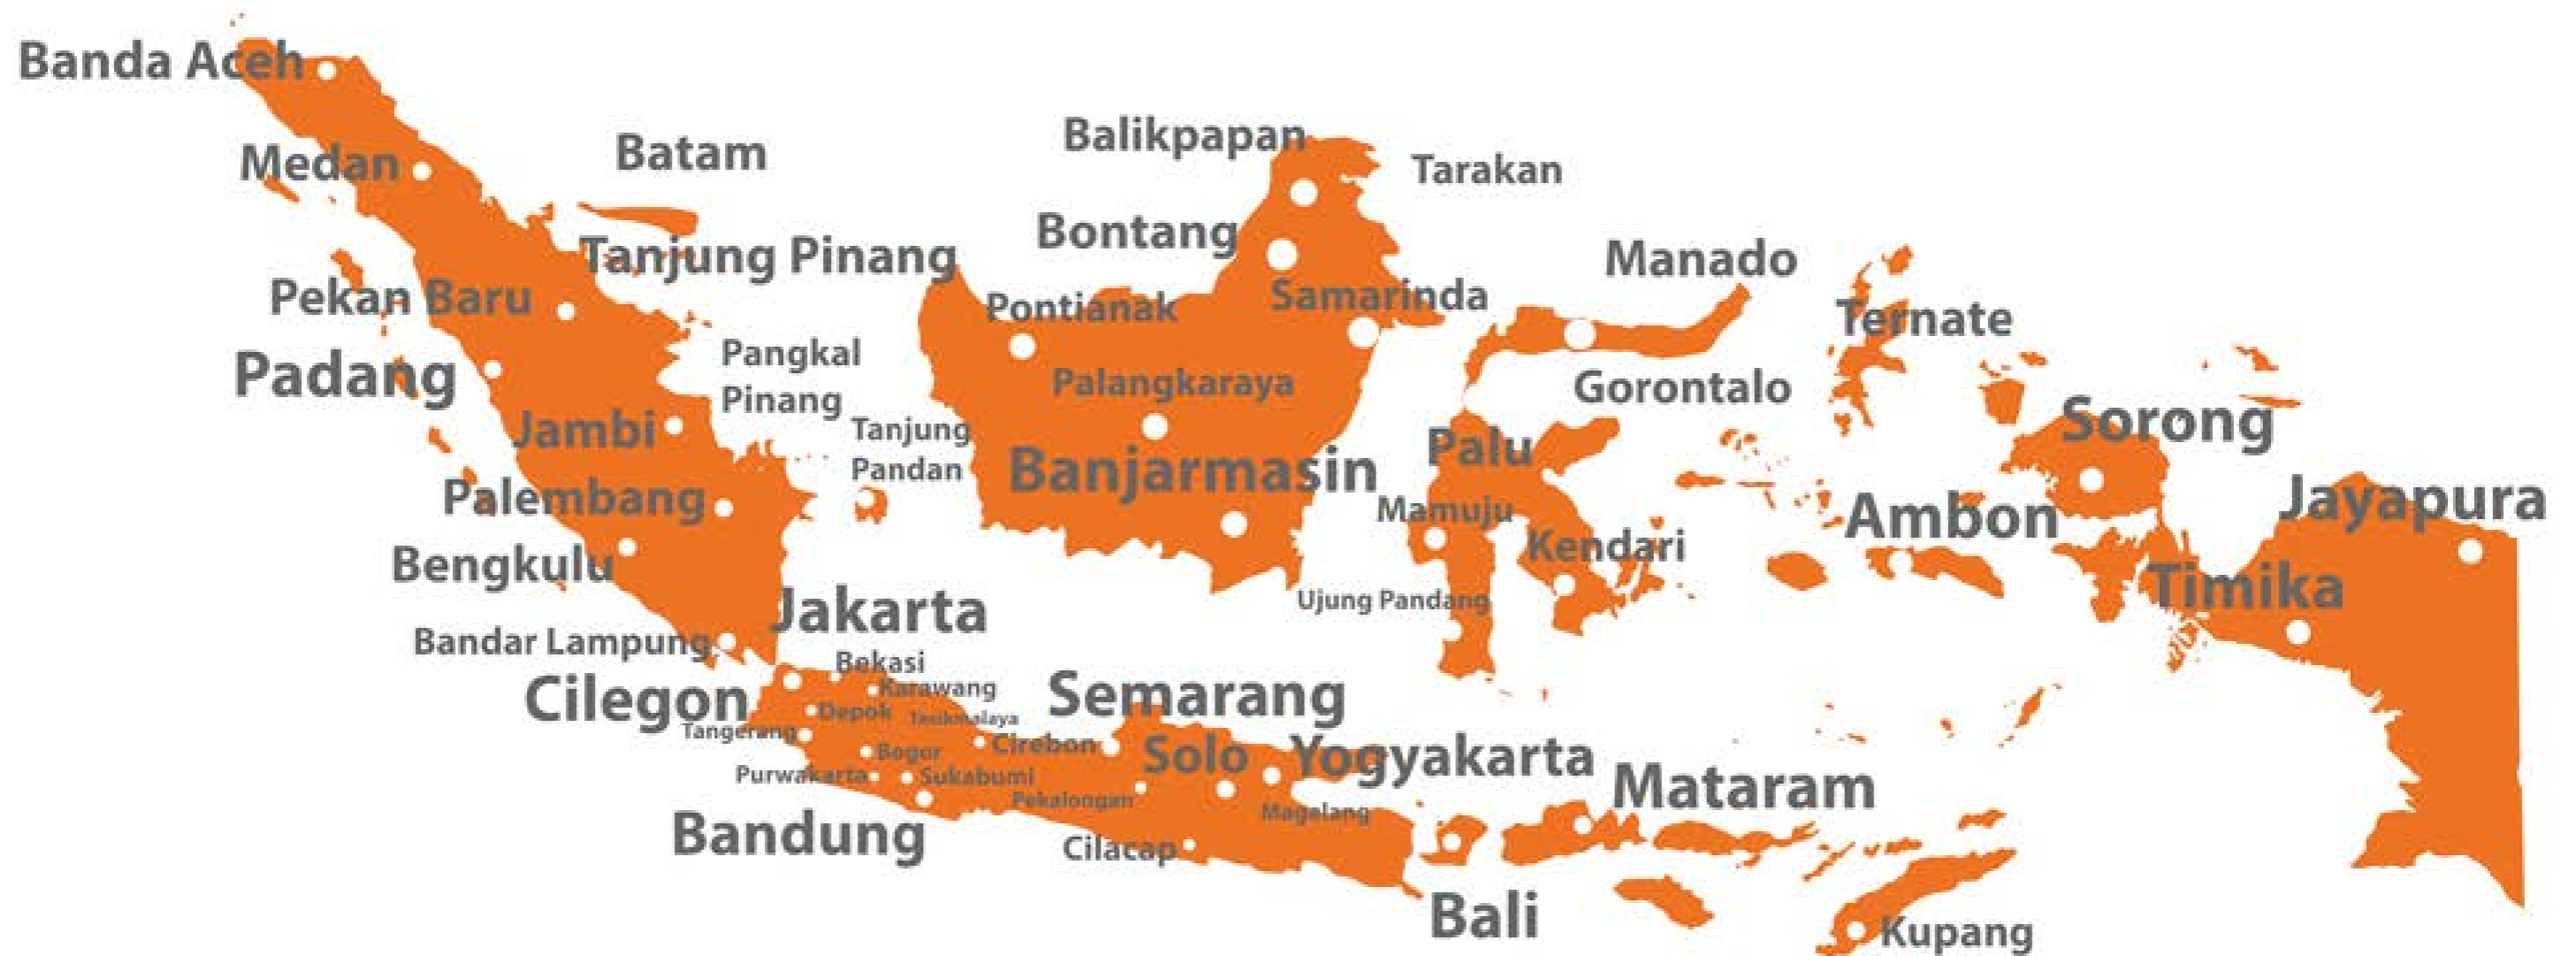 Banda Aceh
Medan
Batam
Balikpapan
Tarakan
Bontang
Tanjung Pinang
Manado
Pekan Baru
Pontianak
Samarinda
Ternate
Padang
Pangkal
Pinang
Palangkaraya
Gorontalo
Sorong
Jambi
Tanjung
Pandan
Banjarmasin
Palu
Palembang
Mamuju
Kendari
Ambon
Jayapura
Bengkulu
Ujung Pandang
Timika
Jakarta
Bandar Lampung
Bekasi
Cilegon
Karawang
Semarang
Depok
Tasikmalaya
Tangerang
Bogor
Cirebon
Solo
Yogyakarta
Purwakarta
Sukabumi
Mataram
Pekalongan
Magelang
Bandung
Cilacap
Bali
Kupang